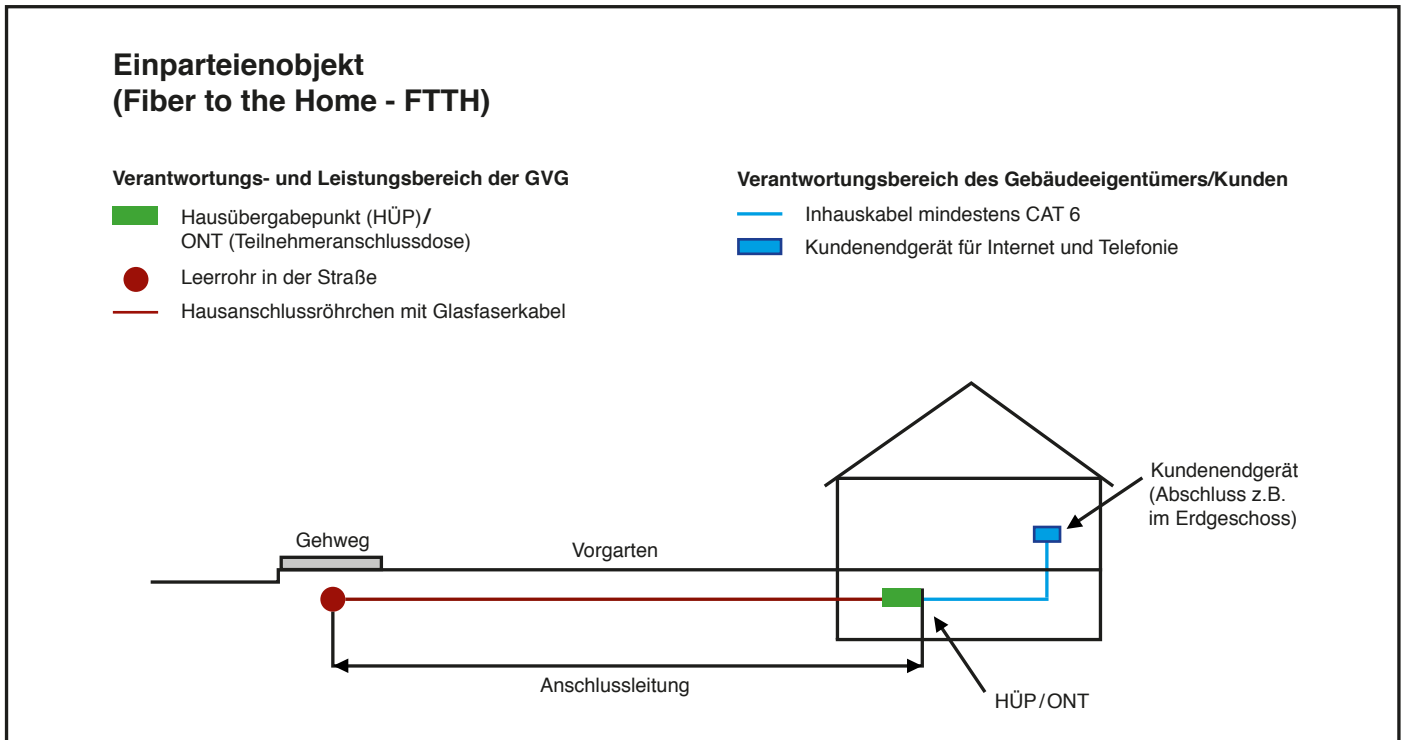 Einparteienobjekt
(Fiber to the Home - FTTH)
Verantwortungs- und Leistungsbereich der GVG
Hausübergabepunkt (HÜP)/
ONT (Teilnehmeranschlussdose)
Leerrohr in der Straße
Hausanschlussröhrchen mit Glasfaserkabel
Verantwortungsbereich des Gebäudeeigentümers/Kunden
Inhauskabel mindestens CAT 6
Kundenendgerät für Internet und Telefonie
Kundenendgerät
(Abschluss z.B.
im Erdgeschoss)
Gehweg
Vorgarten
Anschlussleitung
HÜP/ONT